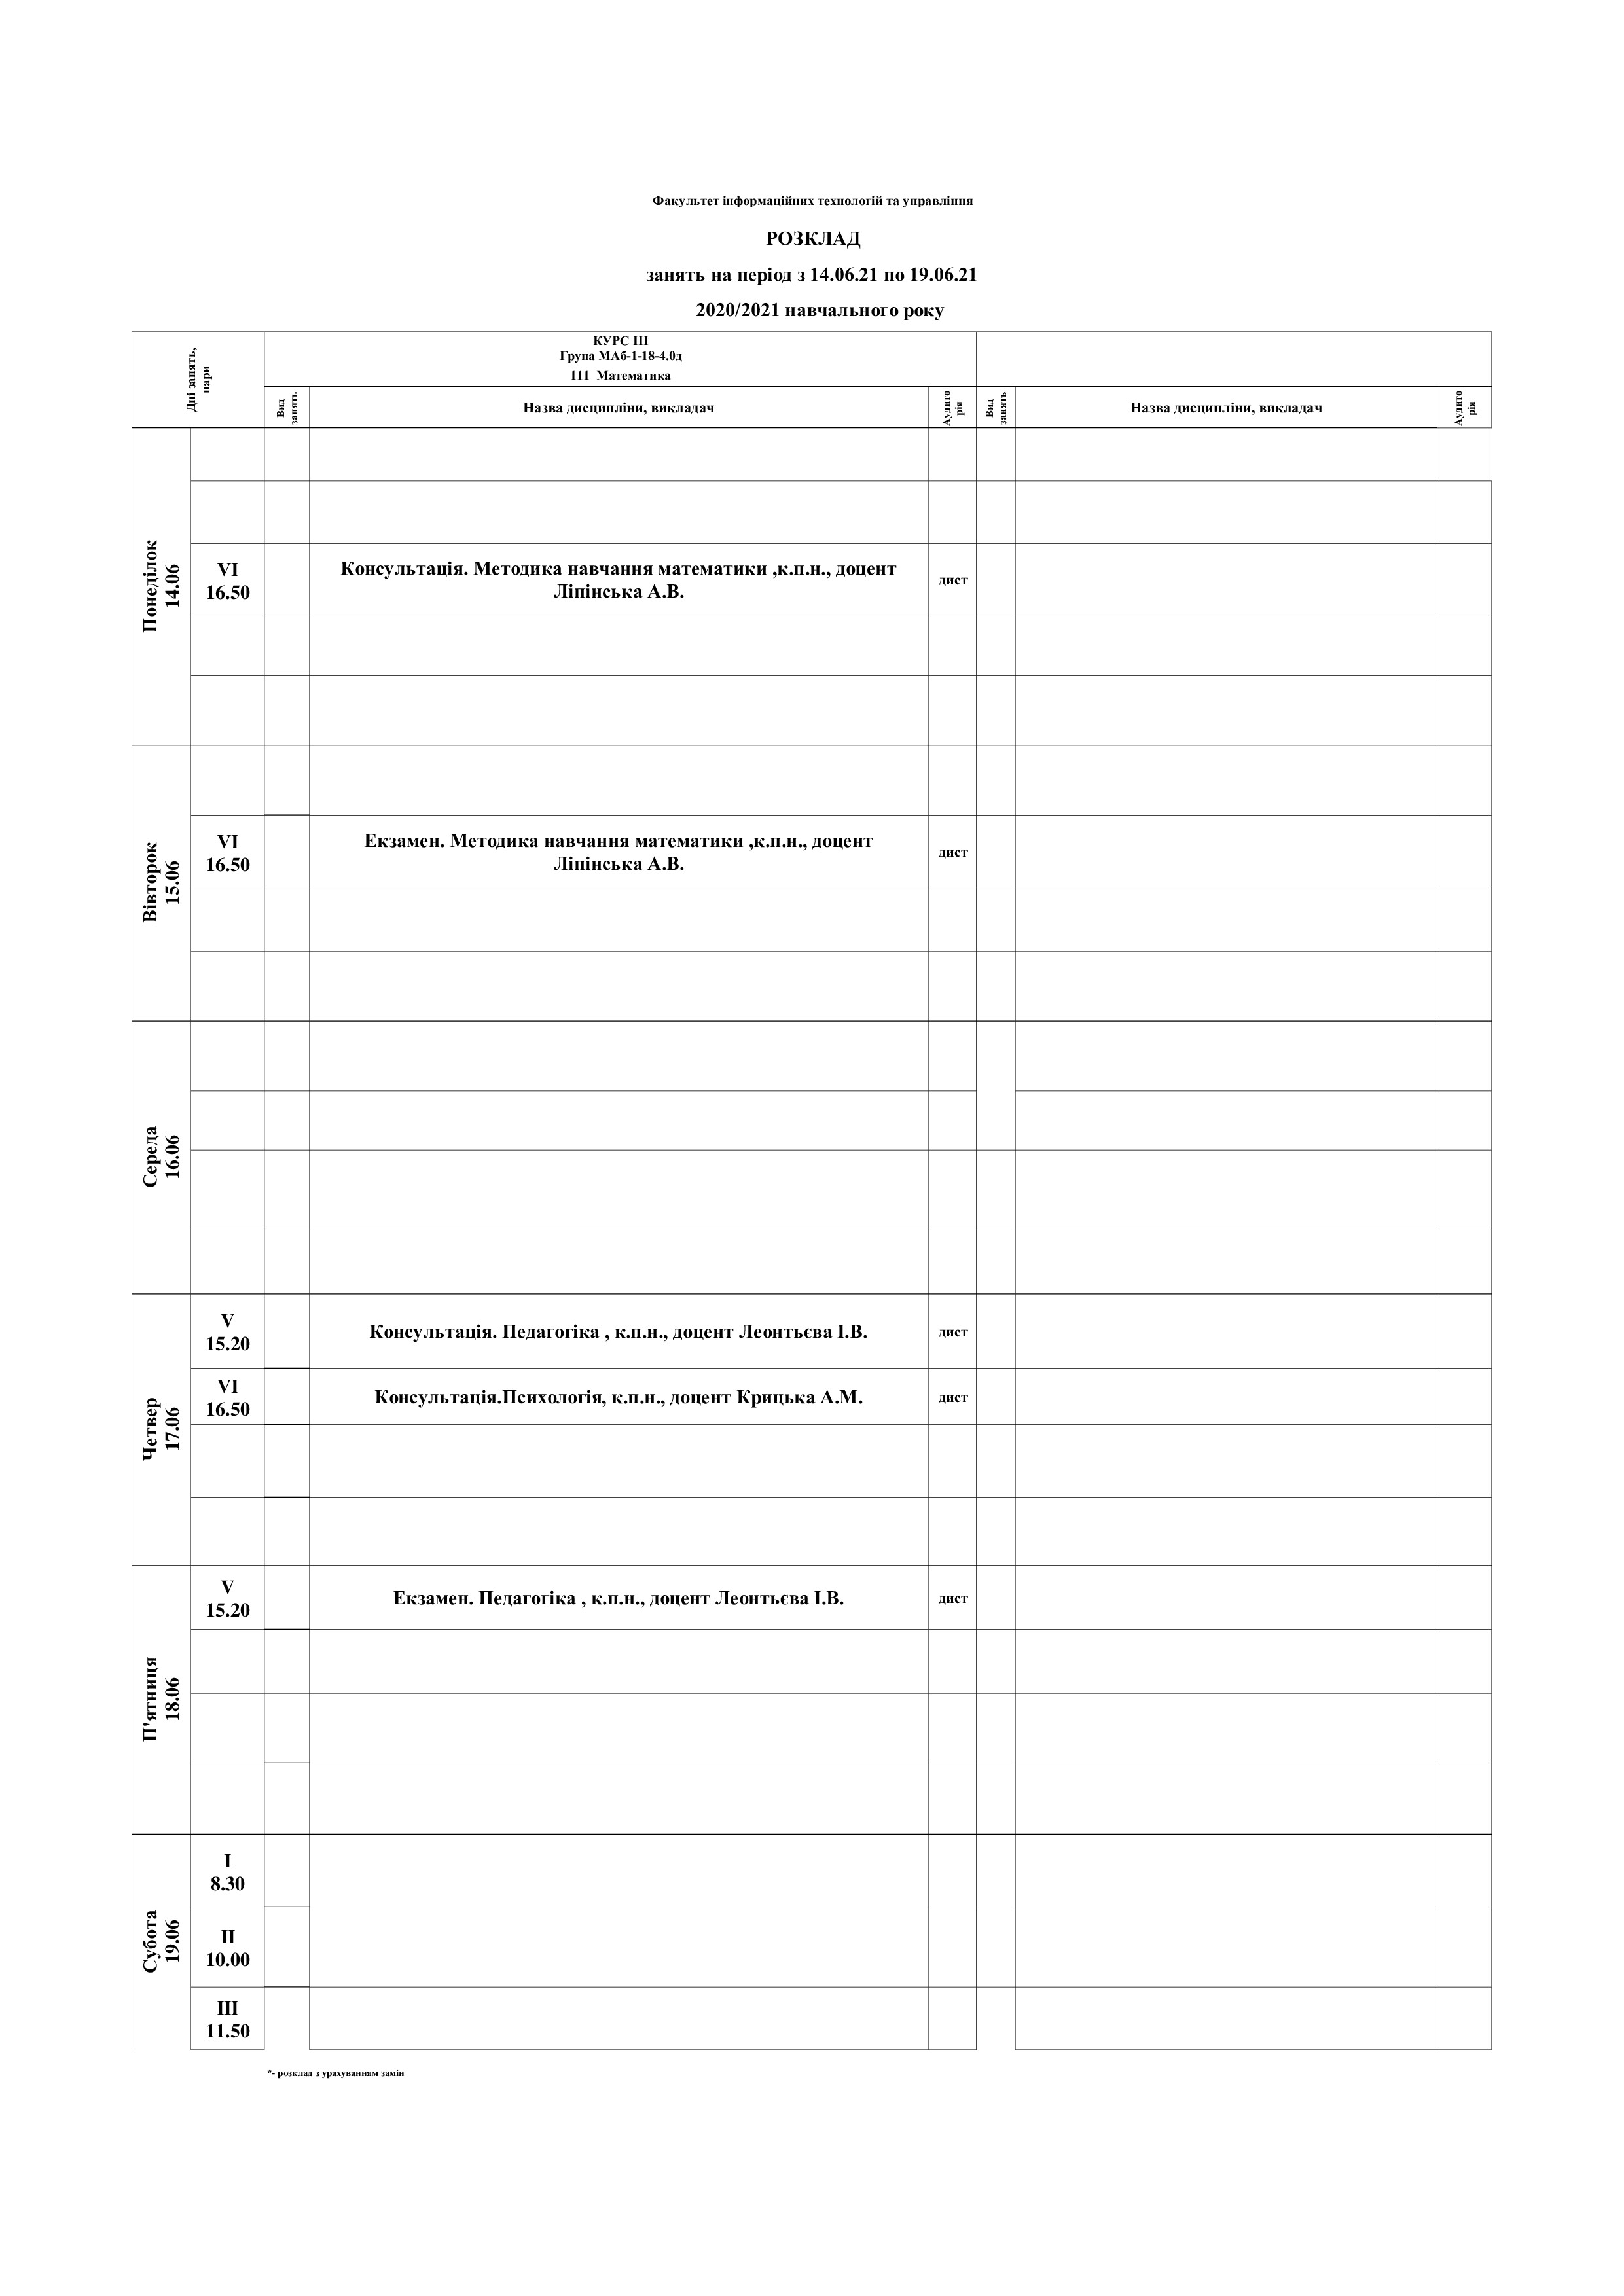 Факультет інформаційних технологій та управління
РОЗКЛАД
занять на період з 14.06.21 по 19.06.21
2020/2021 навчального року
Дні занять,
пари
КУРС ІІІ
Група МАб-1-18-4.0д
111 Математика
Вид
занять
Назва дисципліни, викладач
Аудито
рія
Вид
занять
Назва дисципліни, викладач
Аудито
рія
Понеділок
14.06
VI
16.50
Консультація. Методика навчання математики ,к.п.н., доцент
Ліпінська А.В.
дист
Вівторок
15.06
VI
16.50
Екзамен. Методика навчання математики ,к.п.н., доцент
Ліпінська А.В.
дист
Середа
16.06
Четвер
17.06
V
15.20
Консультація. Педагогіка , к.п.н., доцент Леонтьєва І.В.
дист
VI
16.50
Консультація.Психологія, к.п.н., доцент Крицька А.М.
дист
П'ятниця
18.06
V
15.20
Екзамен. Педагогіка , к.п.н., доцент Леонтьєва І.В.
дист
Субота
19.06
I
8.30
II
10.00
III
11.50
*- розклад з урахуванням замін